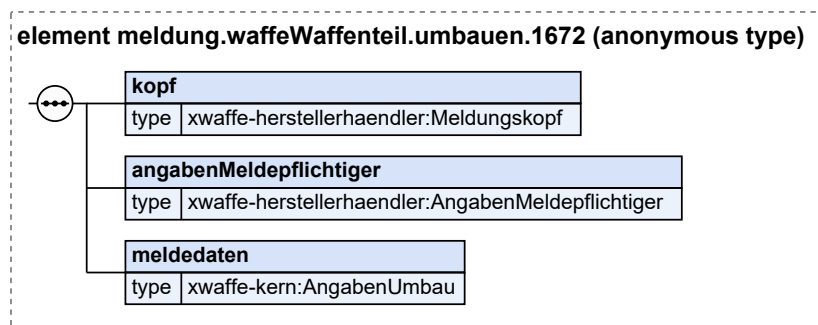 element meldung.waffeWaffenteil.umbauen.1672 (anonymous type)
kopf
type xwaffe-herstellerhaendler:Meldungskopf
angabenMeldepflichtiger
type xwaffe-herstellerhaendler:AngabenMeldepflichtiger
meldedaten
type xwaffe-kern:AngabenUmbau